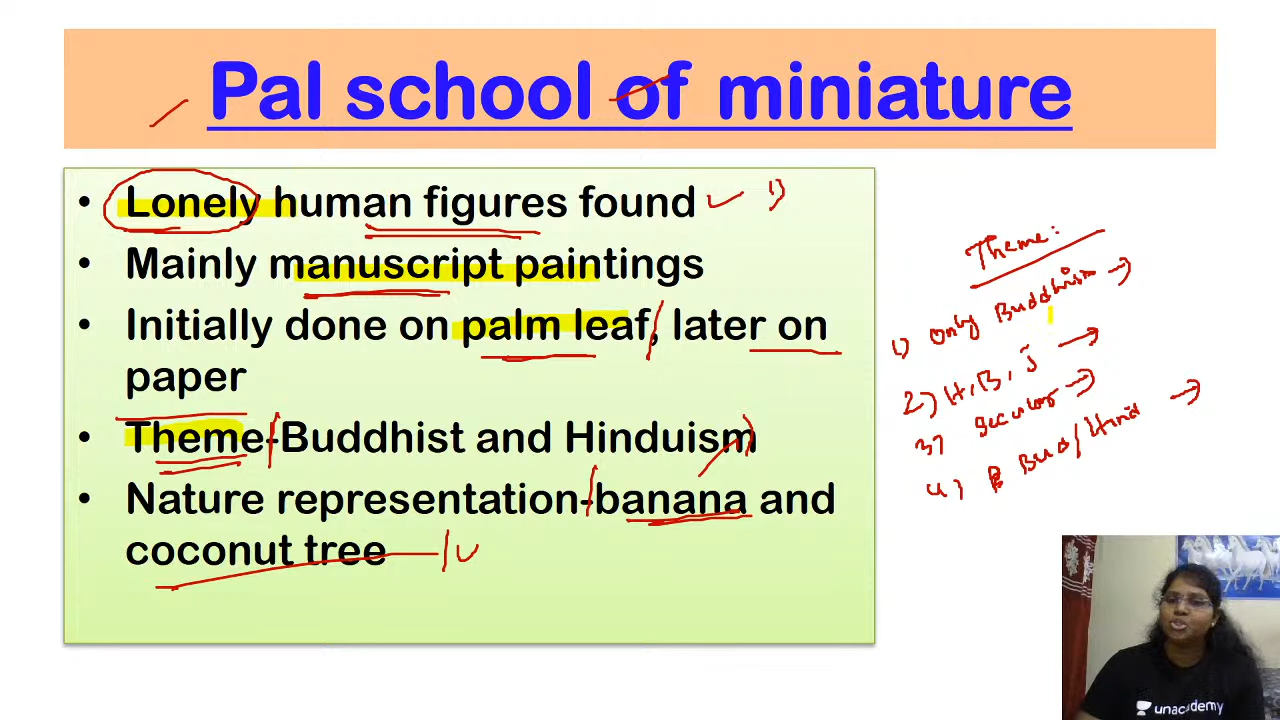 Pal school of miniature
• Lonely human figures found 1)
• Mainly manuscript paintings
• Initially done on palm leaf, later on
paper
• Theme-Buddhist and Hinduism
• Nature representation-banana and
coconut tree
Theme:
1) Only Buddhism →
2) H, B, J →
3) Secular →
4) Bud/Hind →
unacademy